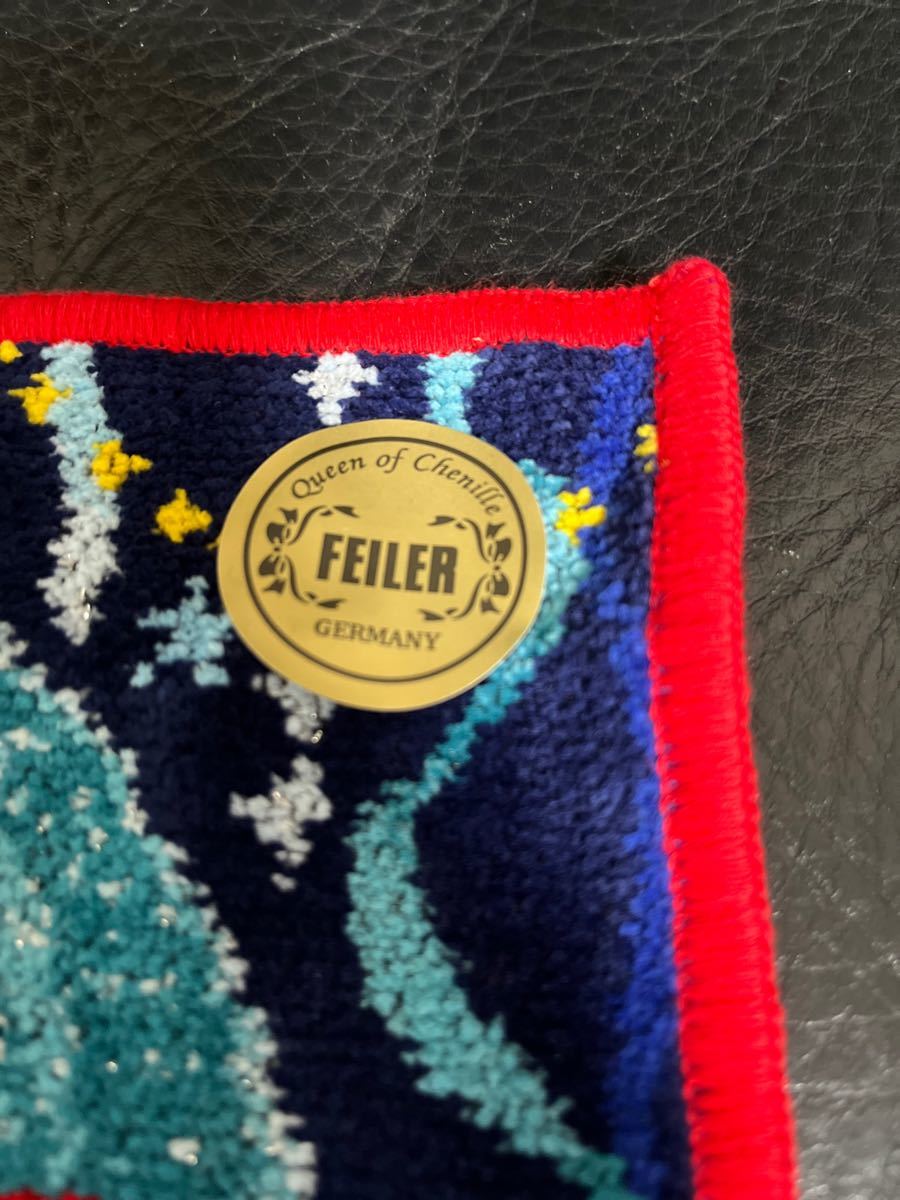 Queen of Chenille
FEILER
GERMANY